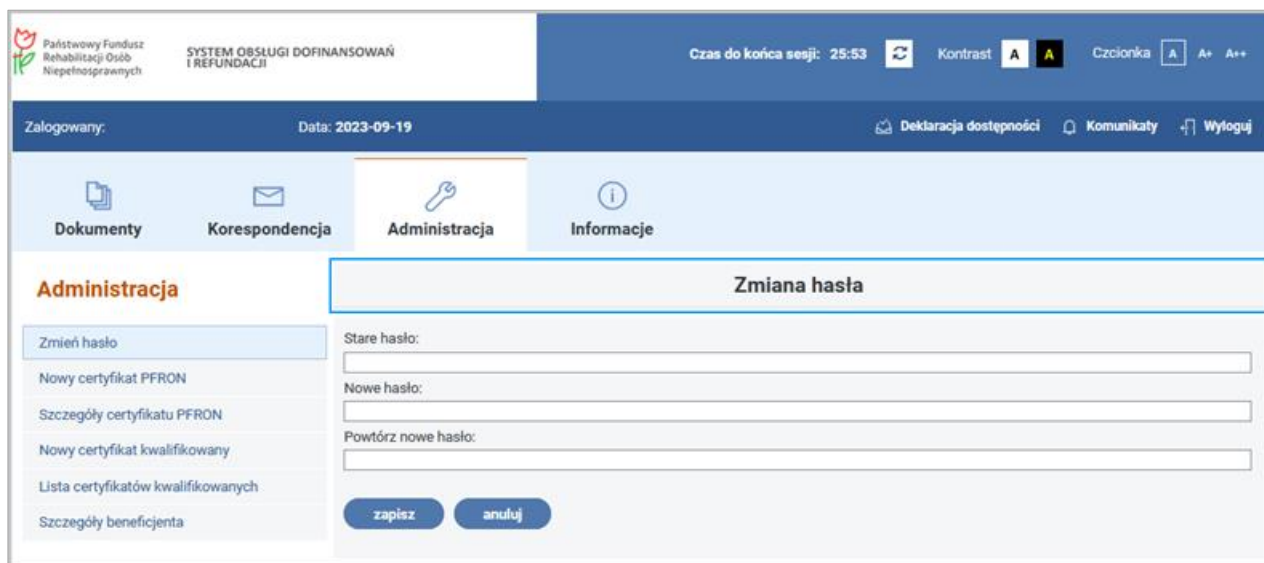 Państwowy Fundusz
Rehabilitacji Osób
Niepełnosprawnych
SYSTEM OBSŁUGI DOFINANSOWAŃ
I REFUNDACJI
Czas do końca sesji: 25:53 Kontrast A A Czcionka A A+ A++
Zalogowany: Data: 2023-09-19 Deklaracja dostępności Komunikaty Wyloguj
Dokumenty Korespondencja Administracja Informacje
Administracja
Zmień hasło
Nowy certyfikat PFRON
Szczegóły certyfikatu PFRON
Nowy certyfikat kwalifikowany
Lista certyfikatów kwalifikowanych
Szczegóły beneficjenta
Zmiana hasła
Stare hasło:
Nowe hasło:
Powtórz nowe hasło:
zapisz anuluj